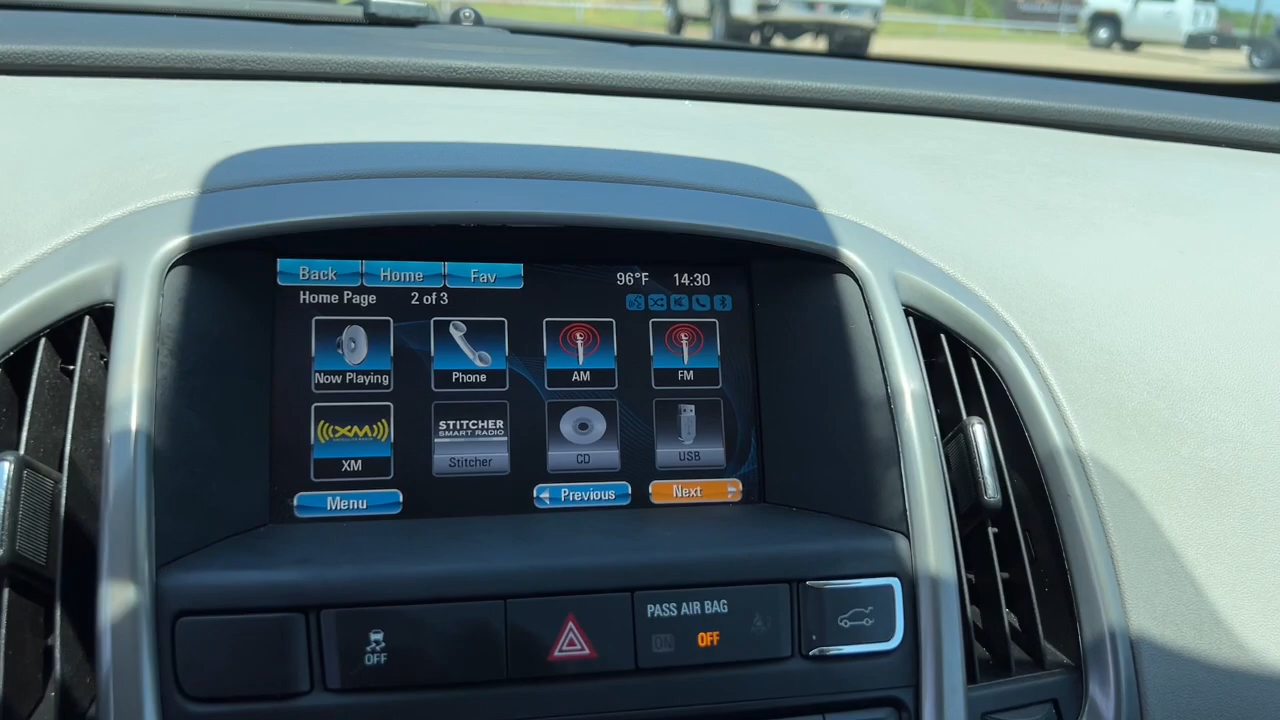 Back Home Fav 96°F 14:30
Home Page 2 of 3
Now Playing Phone AM FM
XM STITCHER
SMART RADIO
XM Stitcher CD USB
Menu Previous Next
OFF
PASS AIR BAG
ON OFF